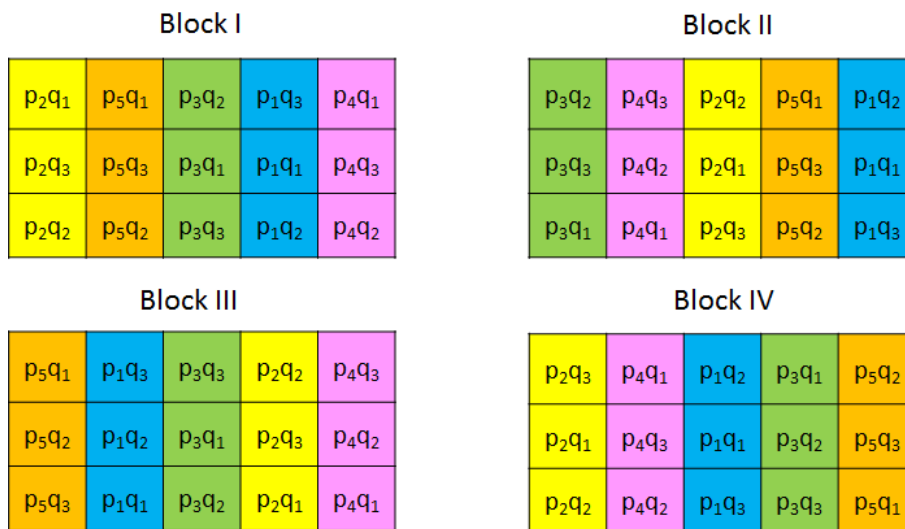 Block I
p₂q₁ p₅q₁ p₃q₂ p₁q₃ p₄q₁
p₂q₃ p₅q₃ p₃q₁ p₁q₁ p₄q₃
p₂q₂ p₅q₂ p₃q₃ p₁q₂ p₄q₂
Block II
p₃q₂ p₄q₃ p₂q₂ p₅q₁ p₁q₂
p₃q₃ p₄q₂ p₂q₁ p₅q₃ p₁q₁
p₃q₁ p₄q₁ p₂q₃ p₅q₂ p₁q₃
Block III
p₅q₁ p₁q₃ p₃q₃ p₂q₂ p₄q₃
p₅q₂ p₁q₂ p₃q₁ p₂q₃ p₄q₂
p₅q₃ p₁q₁ p₃q₂ p₂q₁ p₄q₁
Block IV
p₂q₃ p₄q₁ p₁q₂ p₃q₁ p₅q₂
p₂q₁ p₄q₃ p₁q₁ p₃q₂ p₅q₃
p₂q₂ p₄q₂ p₁q₃ p₃q₃ p₅q₁